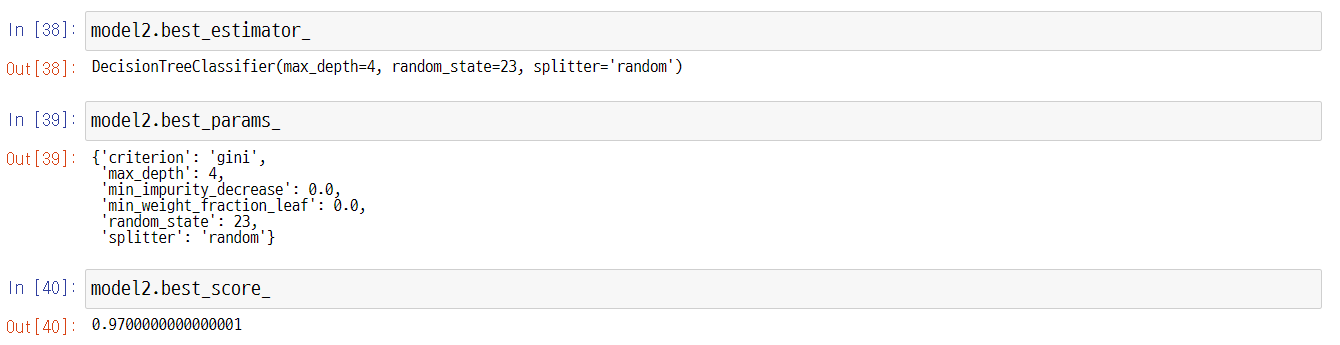 In [38]: model2.best_estimator_
Out[38]: DecisionTreeClassifier(max_depth=4, random_state=23, splitter='random')
In [39]: model2.best_params_
Out[39]: {'criterion': 'gini',
'max_depth': 4,
'min_impurity_decrease': 0.0,
'min_weight_fraction_leaf': 0.0,
'random_state': 23,
'splitter': 'random'}
In [40]: model2.best_score_
Out[40]: 0.9700000000000001